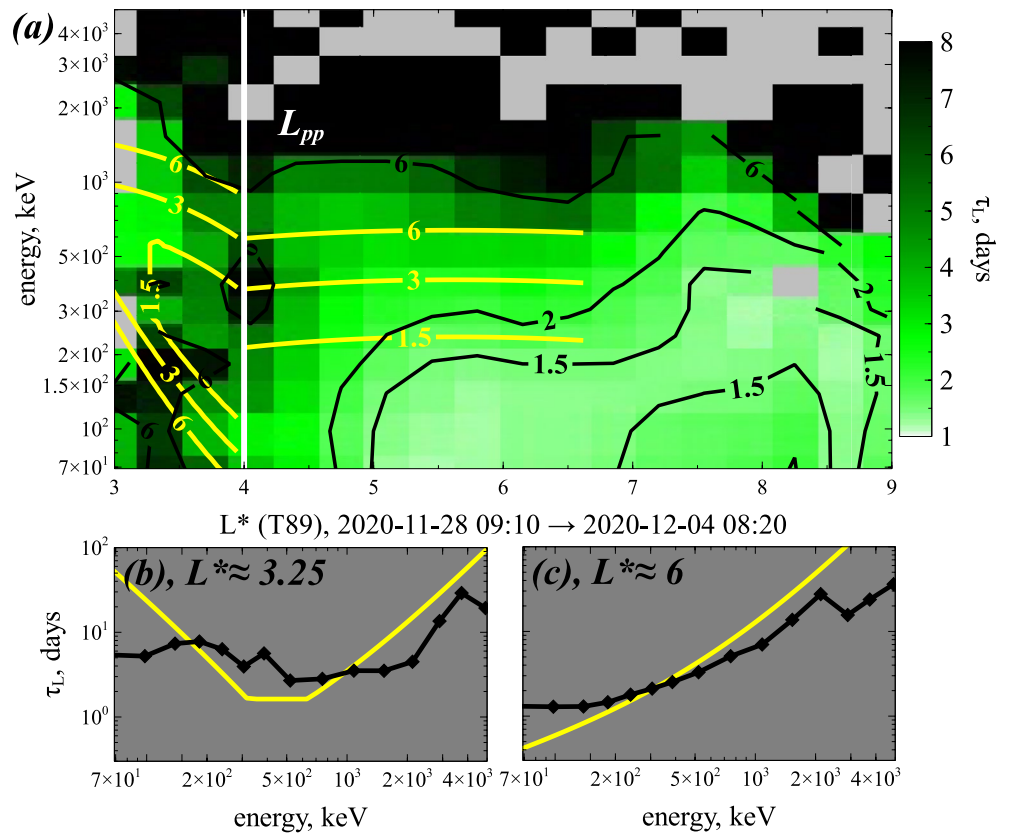 (a)
4×10³
3×10³
2×10³
10³
5×10²
3×10²
2×10²
1.5×10²
10²
7×10¹
energy, keV
L_pp
6
3
1.5
3
6
6
6
6
6
3
1.5
2
1.5
1.5
6
2
1.5
8
7
6
5
4
3
2
1
τ_L, days
3 4 5 6 7 8 9
L* (T89), 2020-11-28 09:10 → 2020-12-04 08:20
(b), L*≈ 3.25
(c), L*≈ 6
10²
10¹
10⁰
τ_L, days
7×10¹ 2×10² 5×10² 10³ 4×10³
7×10¹ 2×10² 5×10² 10³ 4×10³
energy, keV
energy, keV